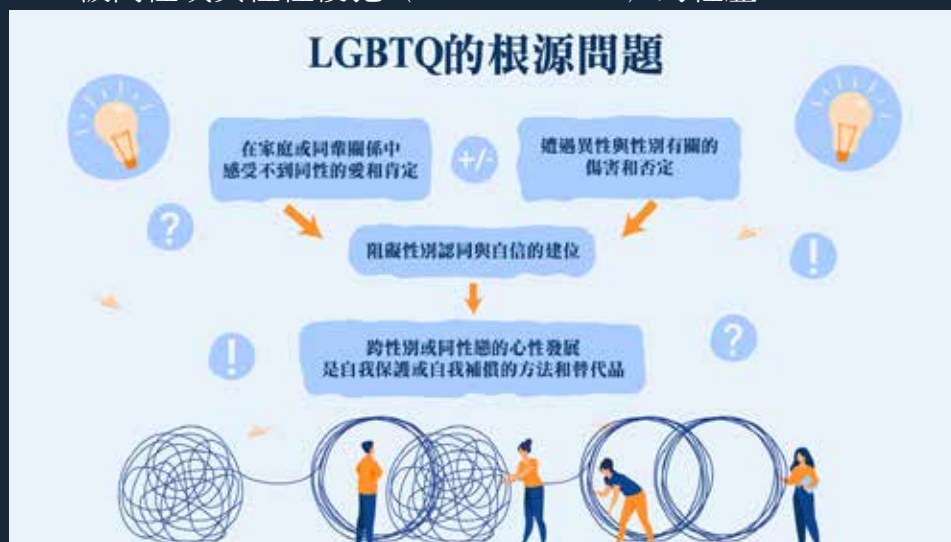 LGBTQ的根源問題
在家庭或同輩關係中
感受不到同性的愛和肯定
+/-
遭過異性與性別有關的
傷害和否定
?
阻礙性別認同與自信的建位
!
?
!
跨性別或同性戀的心性發展
是自我保護或自我補償的方法和替代品